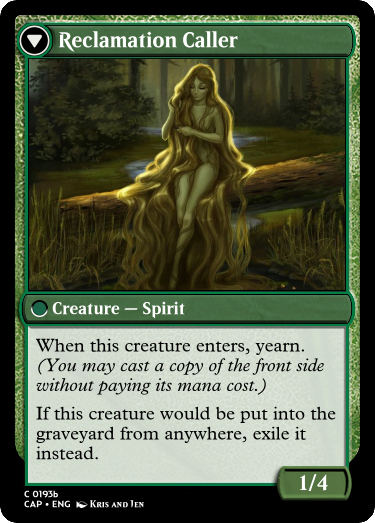 Reclamation Caller
Creature — Spirit
When this creature enters, yearn.
(You may cast a copy of the front side
without paying its mana cost.)
If this creature would be put into the
graveyard from anywhere, exile it
instead.
1/4
C 0193b
CAP • ENG Kris and Jen